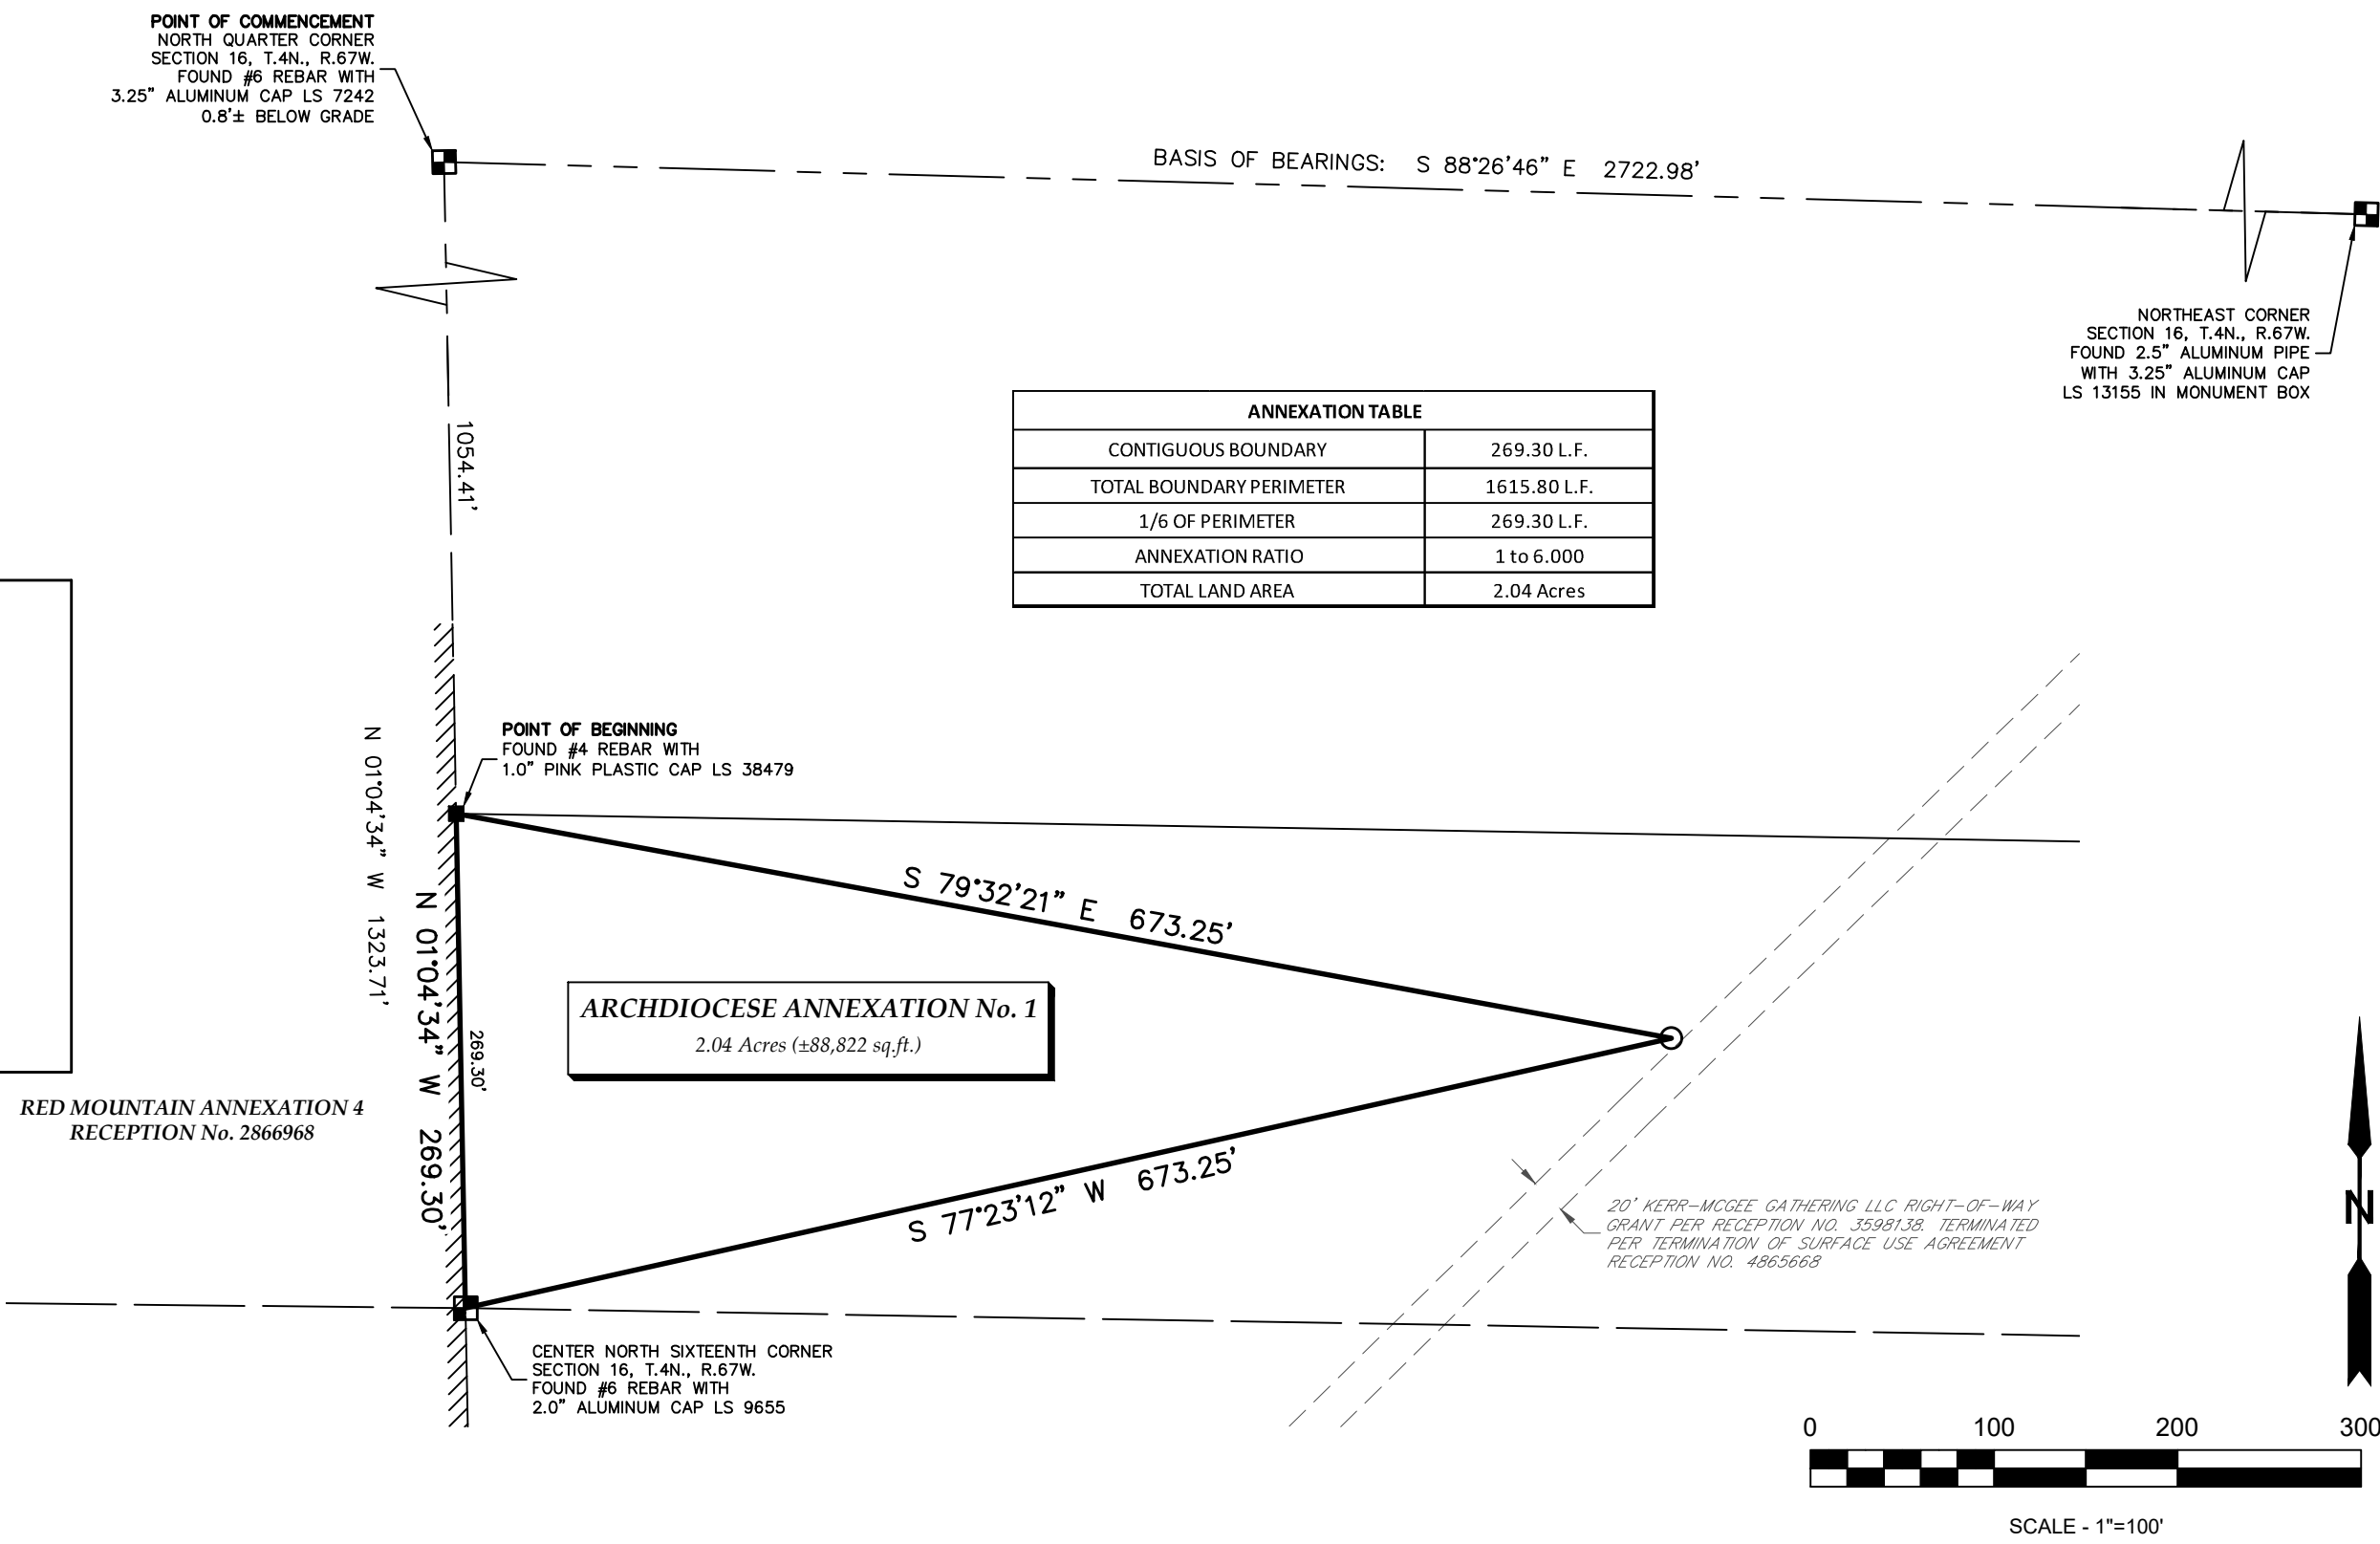 POINT OF COMMENCEMENT
NORTH QUARTER CORNER
SECTION 16, T.4N., R.67W.
FOUND #6 REBAR WITH
3.25" ALUMINUM CAP LS 7242
0.8'± BELOW GRADE
BASIS OF BEARINGS: S 88°26'46" E 2722.98'
NORTHEAST CORNER
SECTION 16, T.4N., R.67W.
FOUND 2.5" ALUMINUM PIPE
WITH 3.25" ALUMINUM CAP
LS 13155 IN MONUMENT BOX
1054.41'
ANNEXATION TABLE
CONTIGUOUS BOUNDARY 269.30 L.F.
TOTAL BOUNDARY PERIMETER 1615.80 L.F.
1/6 OF PERIMETER 269.30 L.F.
ANNEXATION RATIO 1 to 6.000
TOTAL LAND AREA 2.04 Acres
POINT OF BEGINNING
FOUND #4 REBAR WITH
1.0" PINK PLASTIC CAP LS 38479
N 01°04'34" W 1323.71'
N 01°04'34" W 269.30'
269.30'
S 79°32'21" E 673.25'
ARCHDIOCESE ANNEXATION No. 1
2.04 Acres (±88,822 sq.ft.)
RED MOUNTAIN ANNEXATION 4
RECEPTION No. 2866968
S 77°23'12" W 673.25'
20' KERR-MCGEE GATHERING LLC RIGHT-OF-WAY
GRANT PER RECEPTION NO. 3598138. TERMINATED
PER TERMINATION OF SURFACE USE AGREEMENT
RECEPTION NO. 4865668
CENTER NORTH SIXTEENTH CORNER
SECTION 16, T.4N., R.67W.
FOUND #6 REBAR WITH
2.0" ALUMINUM CAP LS 9655
N
0 100 200 300
SCALE - 1"=100'